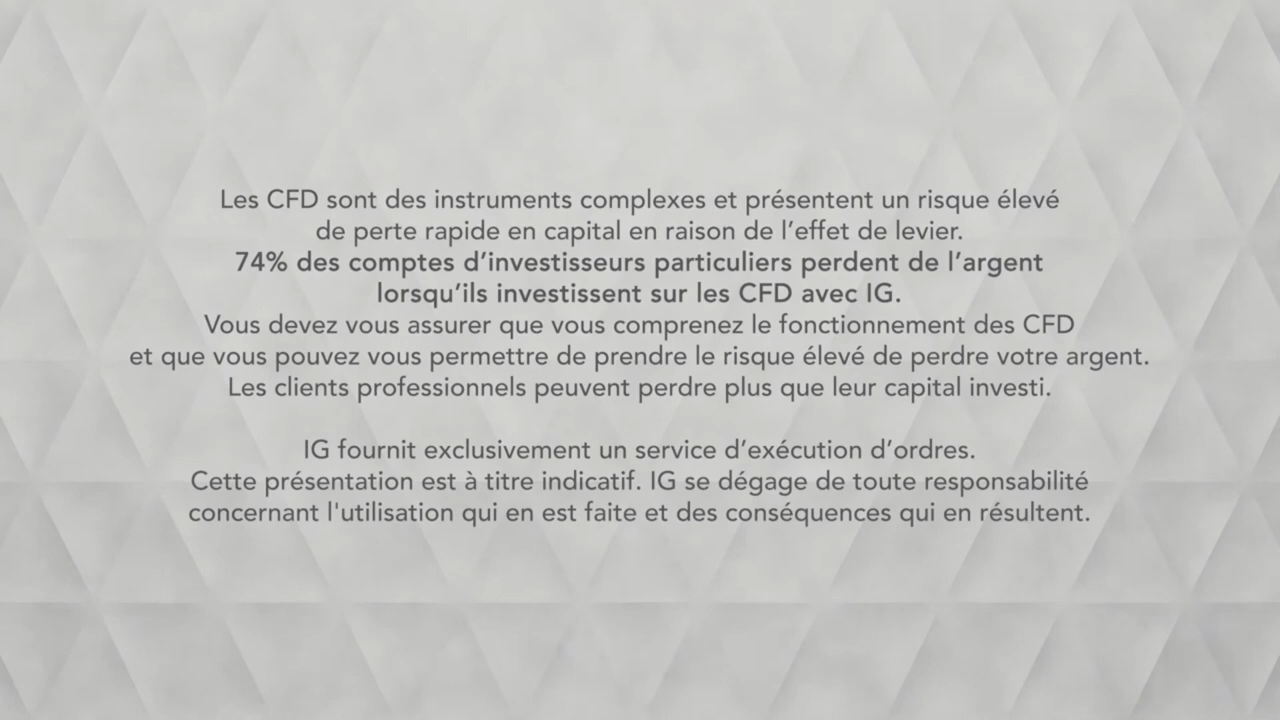 Les CFD sont des instruments complexes et présentent un risque élevé
de perte rapide en capital en raison de l’effet de levier.
74% des comptes d’investisseurs particuliers perdent de l’argent
lorsqu’ils investissent sur les CFD avec IG.
Vous devez vous assurer que vous comprenez le fonctionnement des CFD
et que vous pouvez vous permettre de prendre le risque élevé de perdre votre argent.
Les clients professionnels peuvent perdre plus que leur capital investi.
IG fournit exclusivement un service d’exécution d’ordres.
Cette présentation est à titre indicatif. IG se dégage de toute responsabilité
concernant l'utilisation qui en est faite et des conséquences qui en résultent.